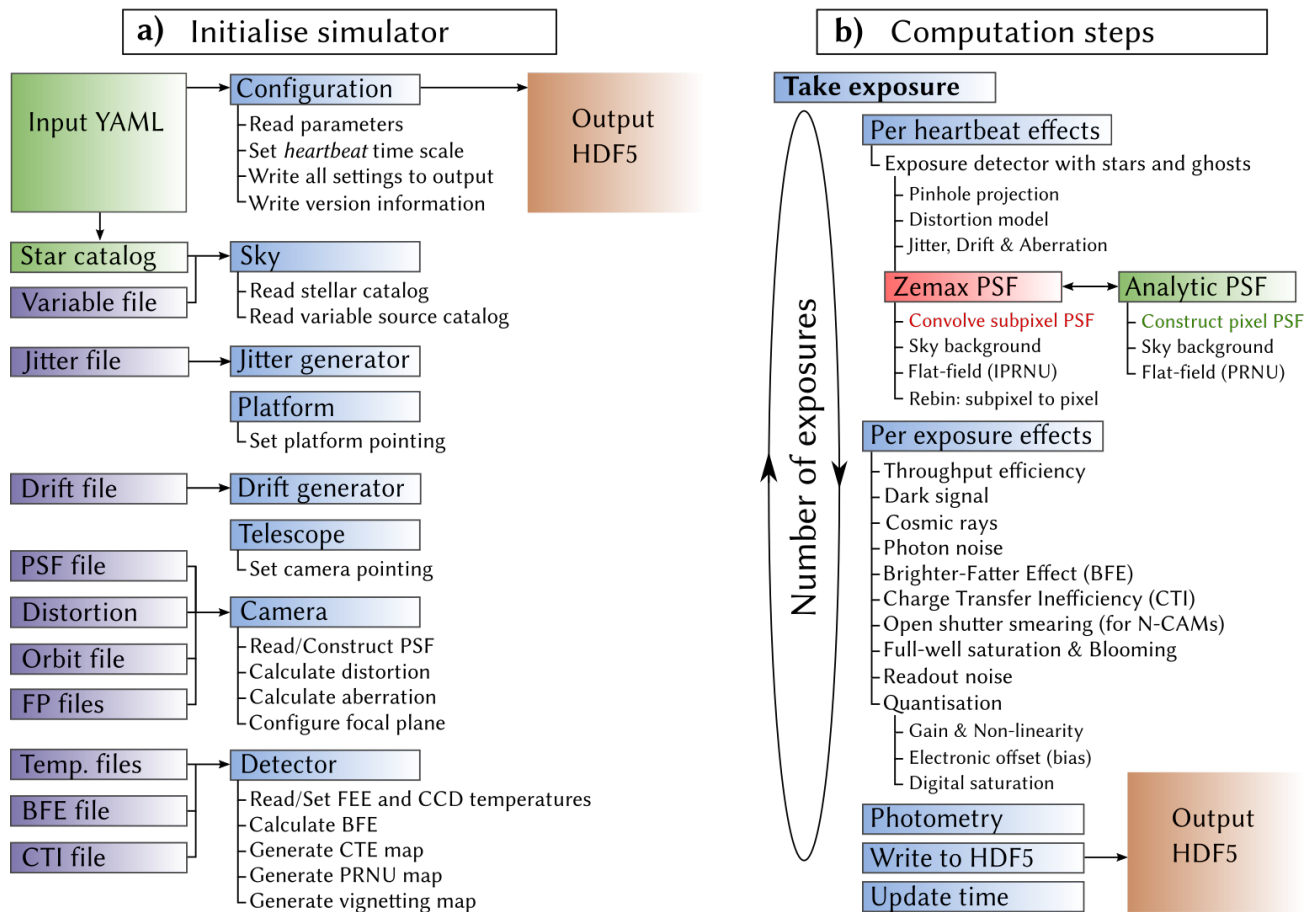 a) Initialise simulator
Input YAML
Configuration
Read parameters
Set heartbeat time scale
Write all settings to output
Write version information
Output
HDF5
Star catalog
Variable file
Sky
Read stellar catalog
Read variable source catalog
Jitter file
Jitter generator
Platform
Set platform pointing
Drift file
Drift generator
Telescope
Set camera pointing
PSF file
Distortion
Orbit file
FP files
Camera
Read/Construct PSF
Calculate distortion
Calculate aberration
Configure focal plane
Temp. files
BFE file
CTI file
Detector
Read/Set FEE and CCD temperatures
Calculate BFE
Generate CTE map
Generate PRNU map
Generate vignetting map
b) Computation steps
Take exposure
Number of exposures
Per heartbeat effects
Exposure detector with stars and ghosts
Pinhole projection
Distortion model
Jitter, Drift & Aberration
Zemax PSF
Convolve subpixel PSF
Sky background
Flat-field (IPRNU)
Rebin: subpixel to pixel
Analytic PSF
Construct pixel PSF
Sky background
Flat-field (PRNU)
Per exposure effects
Throughput efficiency
Dark signal
Cosmic rays
Photon noise
Brighter-Fatter Effect (BFE)
Charge Transfer Inefficiency (CTI)
Open shutter smearing (for N-CAMs)
Full-well saturation & Blooming
Readout noise
Quantisation
Gain & Non-linearity
Electronic offset (bias)
Digital saturation
Photometry
Write to HDF5
Update time
Output
HDF5